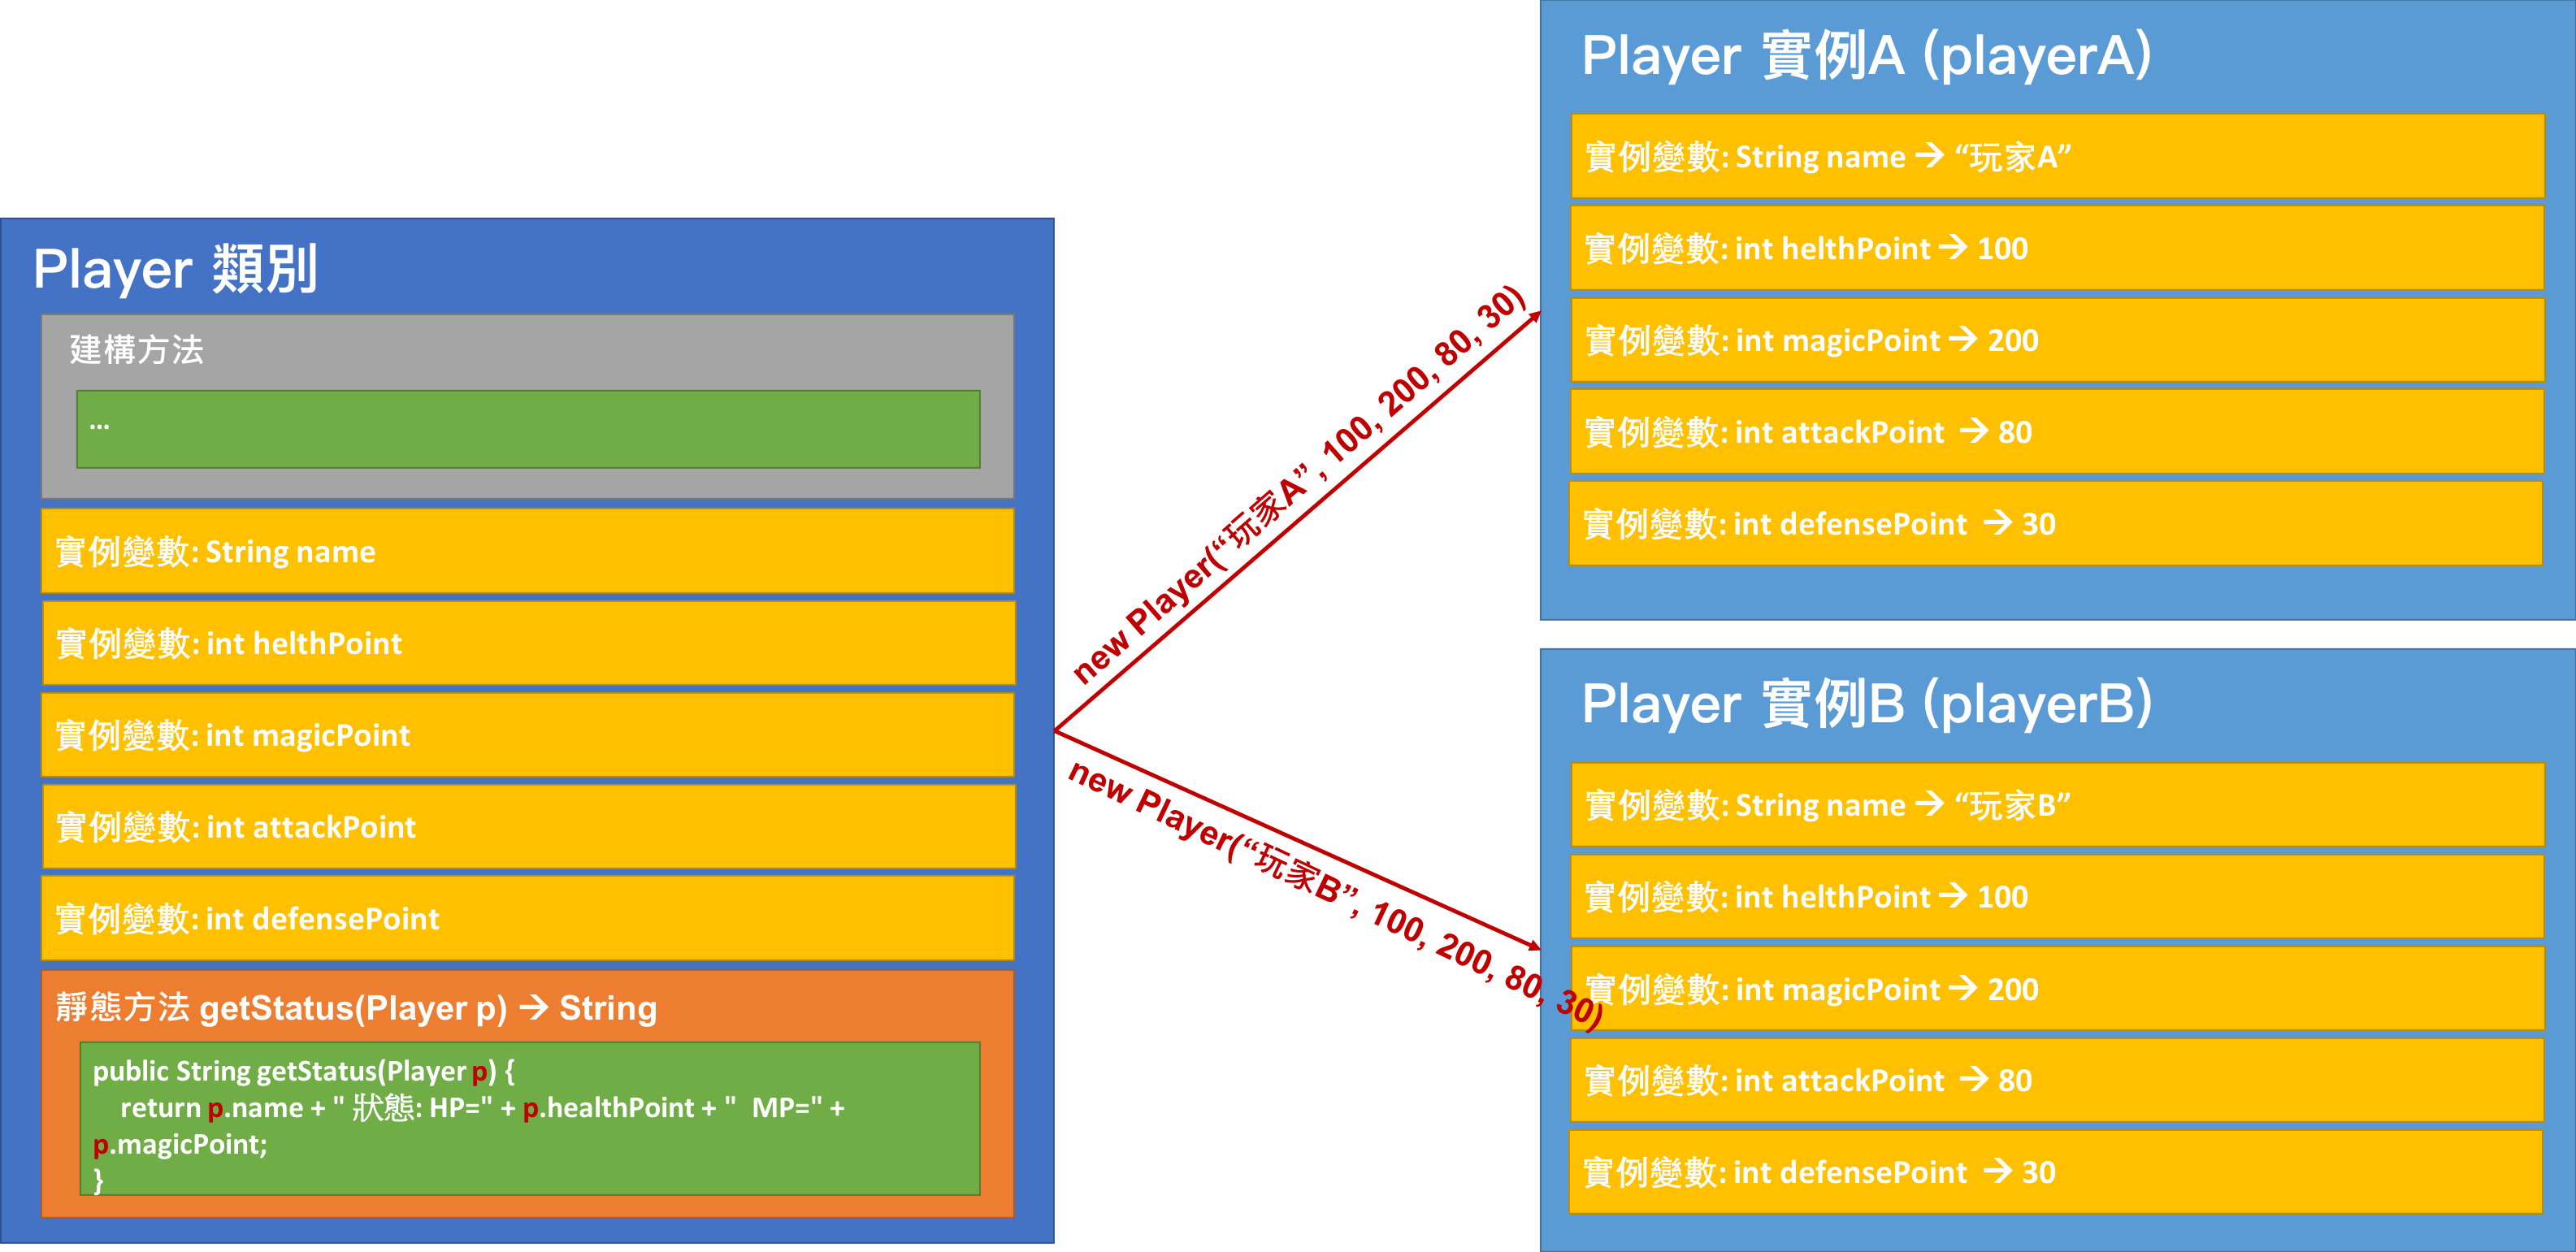 Player 類別
建構方法
...
實例變數: String name
實例變數: int helthPoint
實例變數: int magicPoint
實例變數: int attackPoint
實例變數: int defensePoint
靜態方法 getStatus(Player p) → String
public String getStatus(Player p) {
return p.name + " 狀態: HP=" + p.healthPoint + "  MP=" +
p.magicPoint;
}
new Player(“玩家A”, 100, 200, 80, 30)
new Player(“玩家B”, 100, 200, 80, 30)
Player 實例A (playerA)
實例變數: String name → “玩家A”
實例變數: int helthPoint → 100
實例變數: int magicPoint → 200
實例變數: int attackPoint → 80
實例變數: int defensePoint → 30
Player 實例B (playerB)
實例變數: String name → “玩家B”
實例變數: int helthPoint → 100
實例變數: int magicPoint → 200
實例變數: int attackPoint → 80
實例變數: int defensePoint → 30